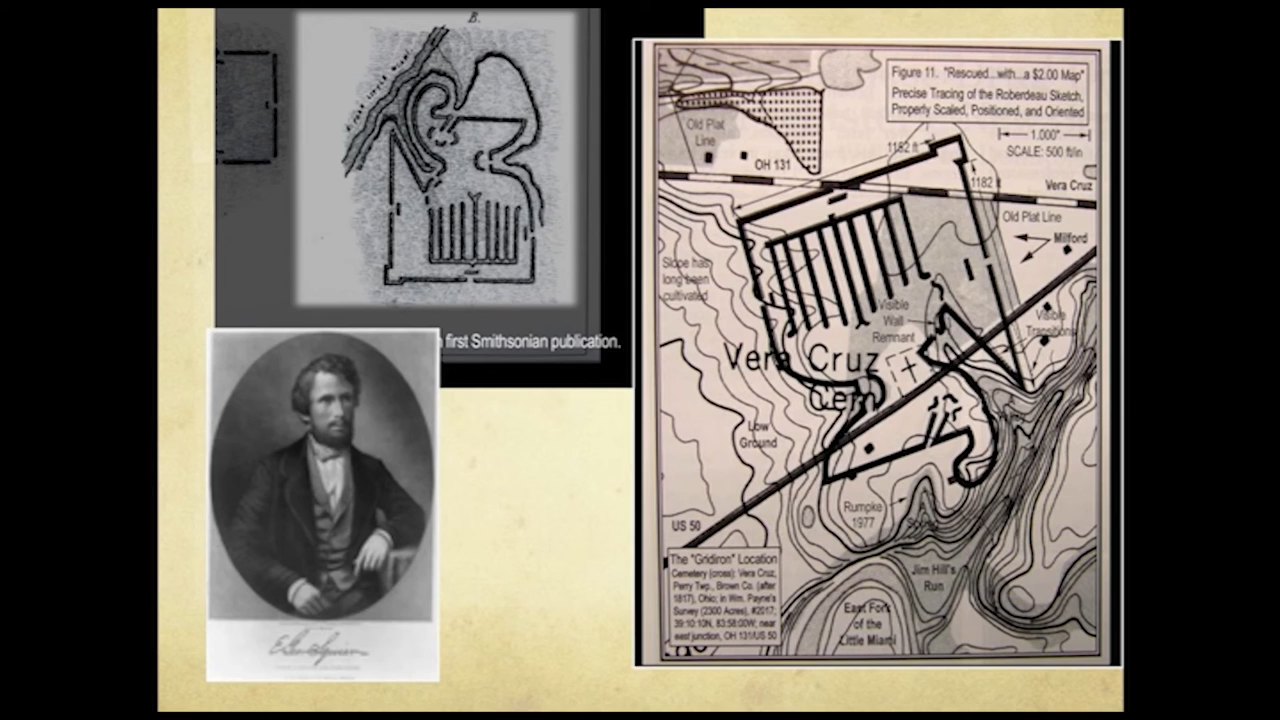 B.
first Smithsonian publication.
Figure 11. "Rescued...with...a $2.00 Map"
Precise Tracing of the Roberdeau Sketch,
Properly Scaled, Positioned, and Oriented
1.000"
SCALE: 500 ft/in
Old Plat
Line
OH 131
1152 ft
1182
Vera Cruz
Old Plat Line
Milford
Slope has
long been
cultivated
Visible
Wall
Remnant
Visible
Transitions
Vera Cruz
Cem
Low
Ground
Rumpke
1977
US 50
Jim Hill's
Run
East Fork
of the
Little Miami
The "Gridiron" Location
Cemetery (cross): Vera Cruz,
Perry Twp., Brown Co. (after
1817), Ohio; in Wm. Payne's
Survey (2300 Acres), #2017;
39:10:10N, 83:58:00W; near
east junction, OH 131/US 50